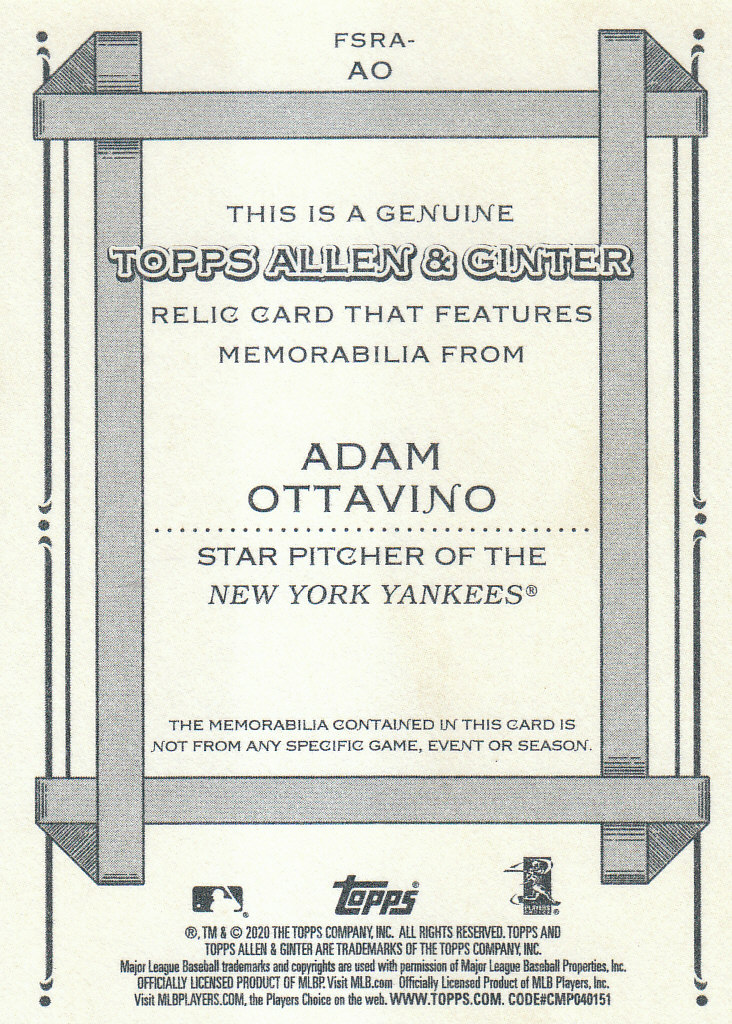 FSRA-
AO
THIS IS A GENUINE
TOPPS ALLEN & GINTER
RELIC CARD THAT FEATURES
MEMORABILIA FROM
ADAM
OTTAVINO
STAR PITCHER OF THE
NEW YORK YANKEES®
THE MEMORABILIA CONTAINED IN THIS CARD IS
NOT FROM ANY SPECIFIC GAME, EVENT OR SEASON.
Topps®
®, TM & © 2020 THE TOPPS COMPANY, INC. ALL RIGHTS RESERVED. TOPPS AND
TOPPS ALLEN & GINTER ARE TRADEMARKS OF THE TOPPS COMPANY, INC.
Major League Baseball trademarks and copyrights are used with permission of Major League Baseball Properties, Inc.
OFFICIALLY LICENSED PRODUCT OF MLBP. Visit MLB.com Officially Licensed Product of MLB Players, Inc.
Visit MLBPLAYERS.COM, the Players Choice on the web. WWW.TOPPS.COM. CODE#CMP040151